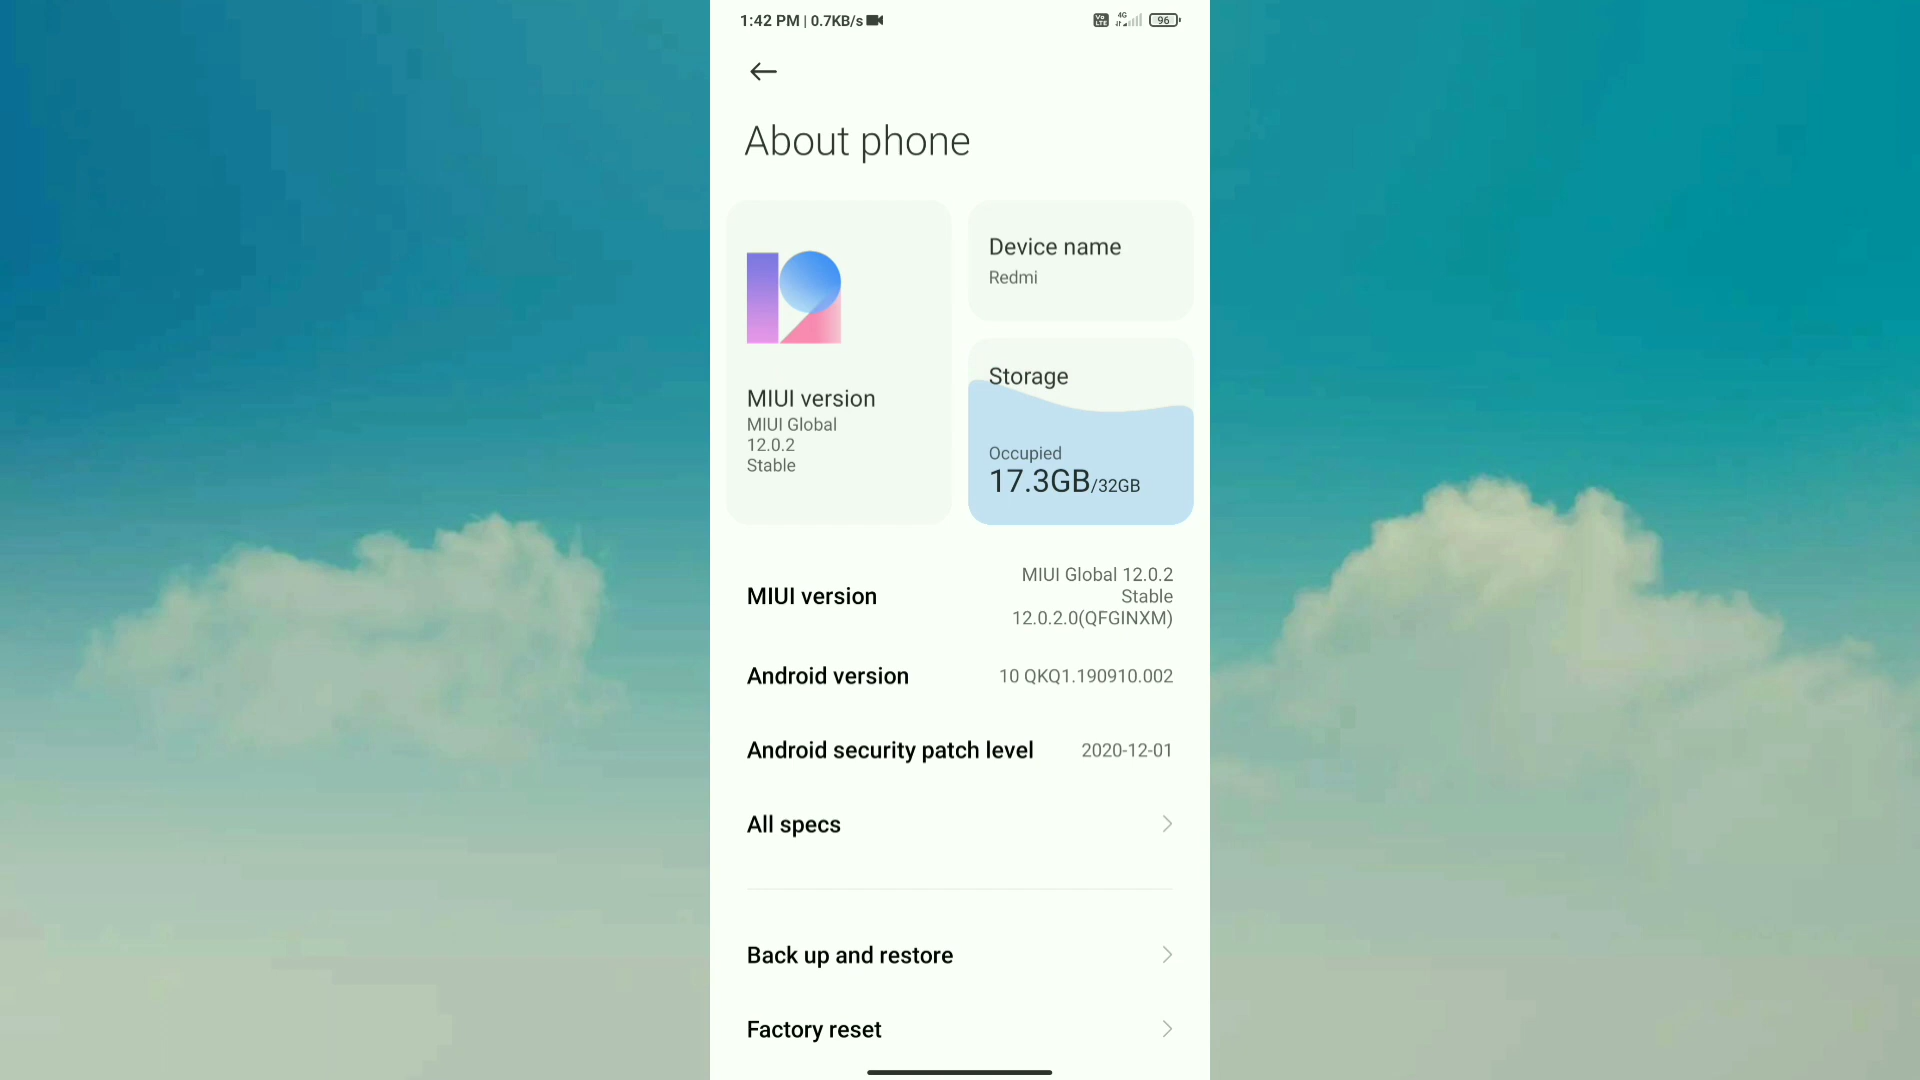 1:42 PM | 0.7KB/s
Vo LTE
4G
96
About phone
MIUI version
MIUI Global
12.0.2
Stable
Device name
Redmi
Storage
Occupied
17.3GB/32GB
MIUI version
MIUI Global 12.0.2
Stable
12.0.2.0(QFGINXM)
Android version
10 QKQ1.190910.002
Android security patch level
2020-12-01
All specs
Back up and restore
Factory reset